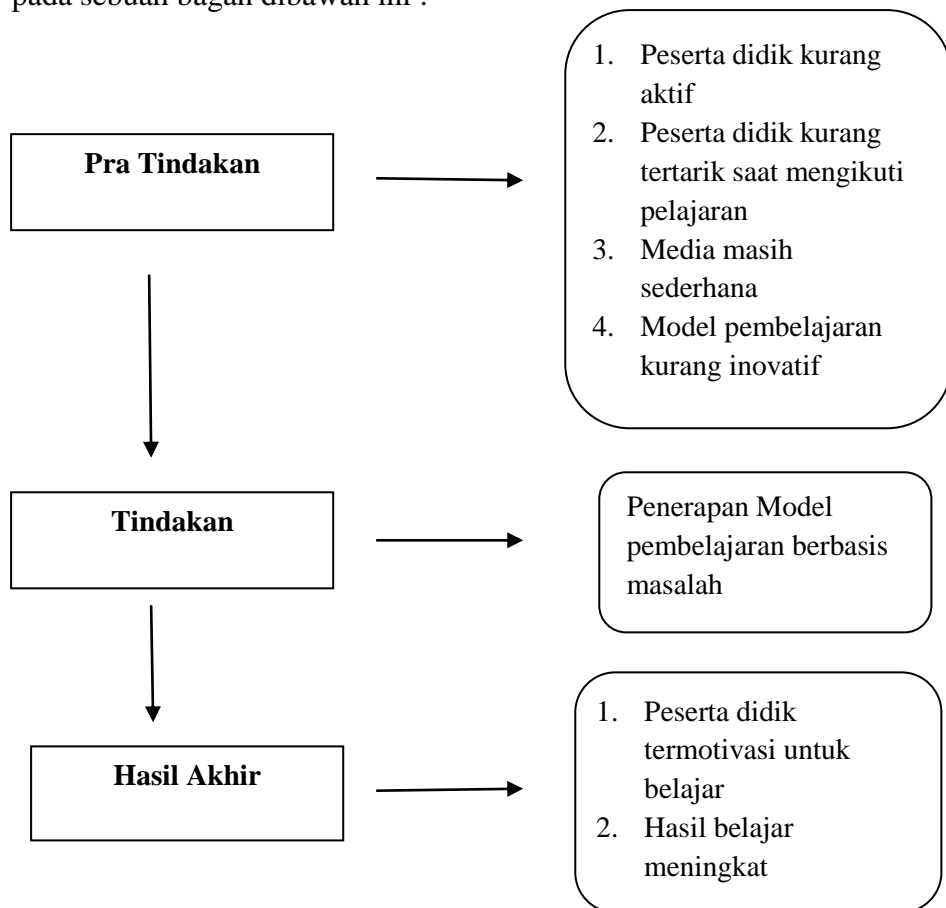 pada sebuah bagan dibawah ini :
Pra Tindakan
1. Peserta didik kurang
aktif
2. Peserta didik kurang
tertarik saat mengikuti
pelajaran
3. Media masih
sederhana
4. Model pembelajaran
kurang inovatif
Tindakan
Penerapan Model
pembelajaran berbasis
masalah
Hasil Akhir
1. Peserta didik
termotivasi untuk
belajar
2. Hasil belajar
meningkat